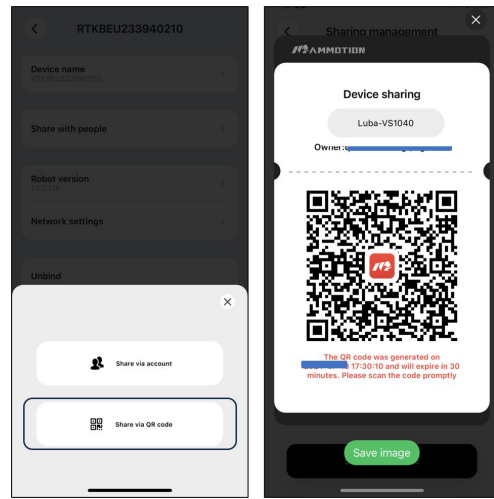 RTKBEU233940210
Device name
RTKBEU233940210
Share with people
Robot version
Network settings
Unbind
Share via account
Share via QR code
Sharing management
MAMMOTION
Device sharing
Luba-VS1040
Owner:
The QR code was generated on
17:30:10 and will expire in 30
minutes. Please scan the code promptly
Save image